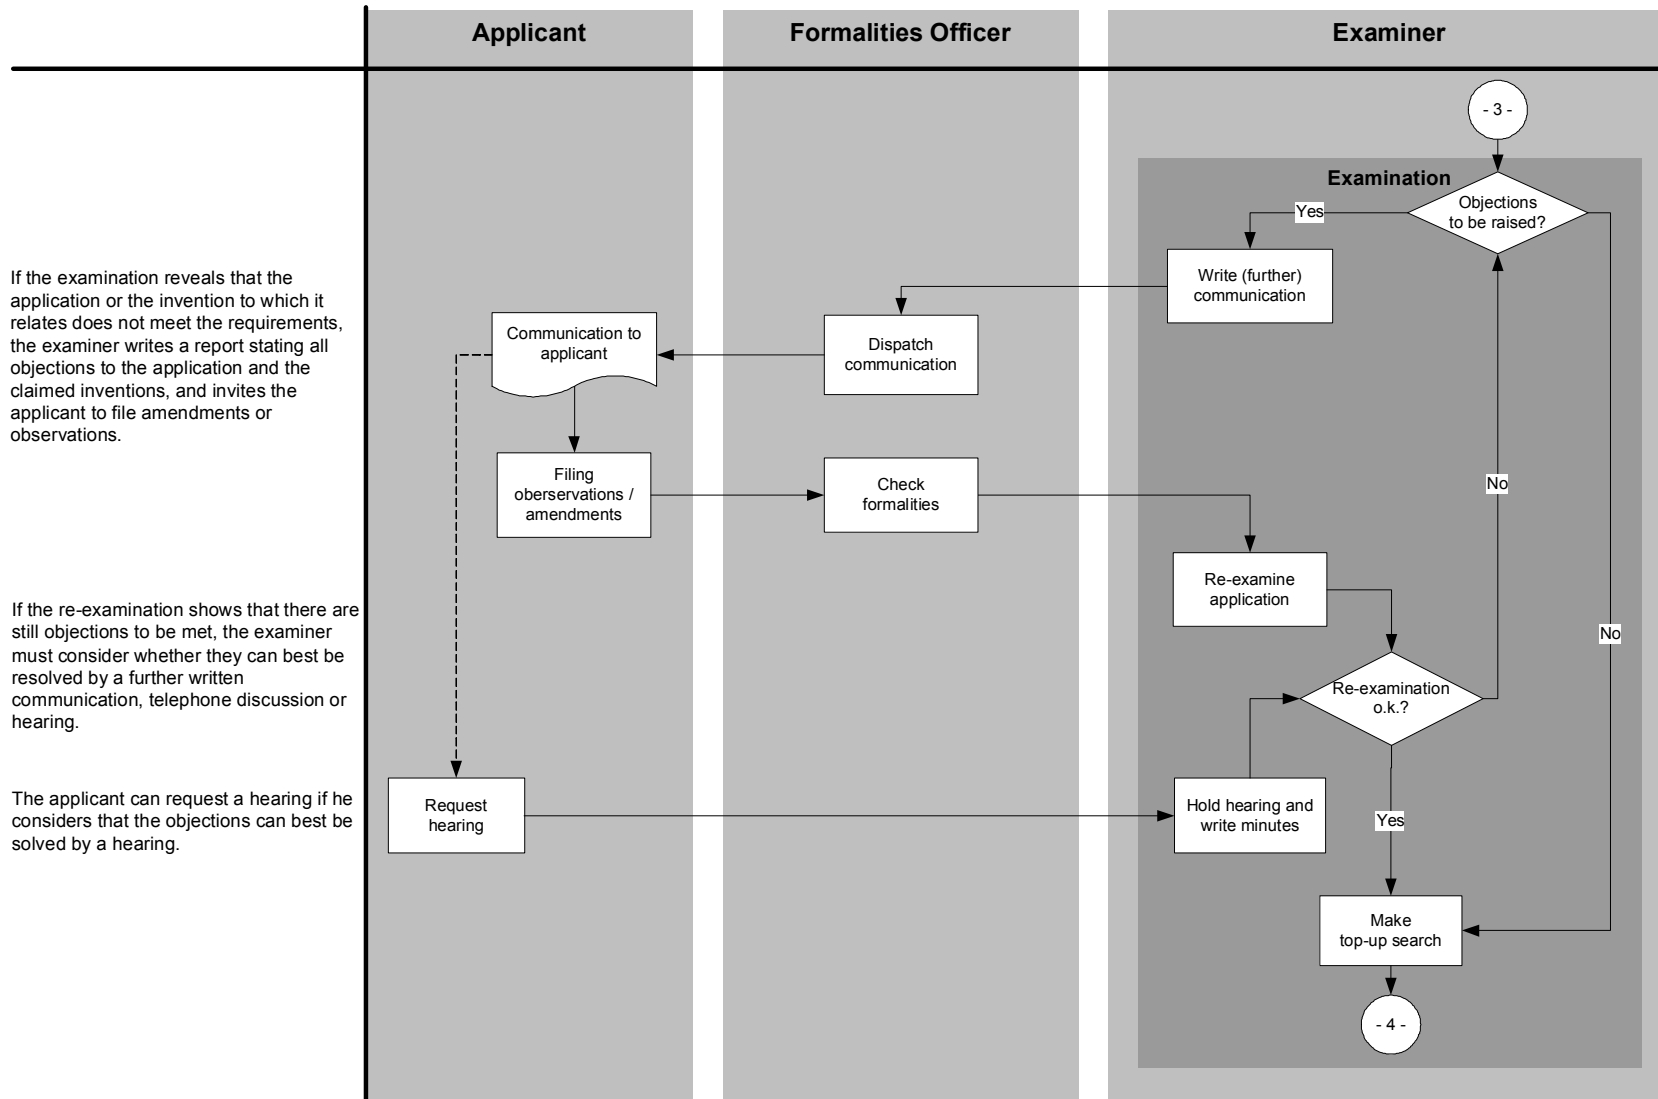 Applicant
Formalities Officer
Examiner
- 3 -
Examination
Objections
to be raised?
Yes
Write (further)
communication
If the examination reveals that the
application or the invention to which it
relates does not meet the requirements,
the examiner writes a report stating all
objections to the application and the
claimed inventions, and invites the
applicant to file amendments or
observations.
Communication to
applicant
Dispatch
communication
Filing
oberservations /
amendments
Check
formalities
No
Re-examine
application
No
If the re-examination shows that there are
still objections to be met, the examiner
must consider whether they can best be
resolved by a further written
communication, telephone discussion or
hearing.
Re-examination
o.k.?
The applicant can request a hearing if he
considers that the objections can best be
solved by a hearing.
Request
hearing
Hold hearing and
write minutes
Yes
Make
top-up search
- 4 -